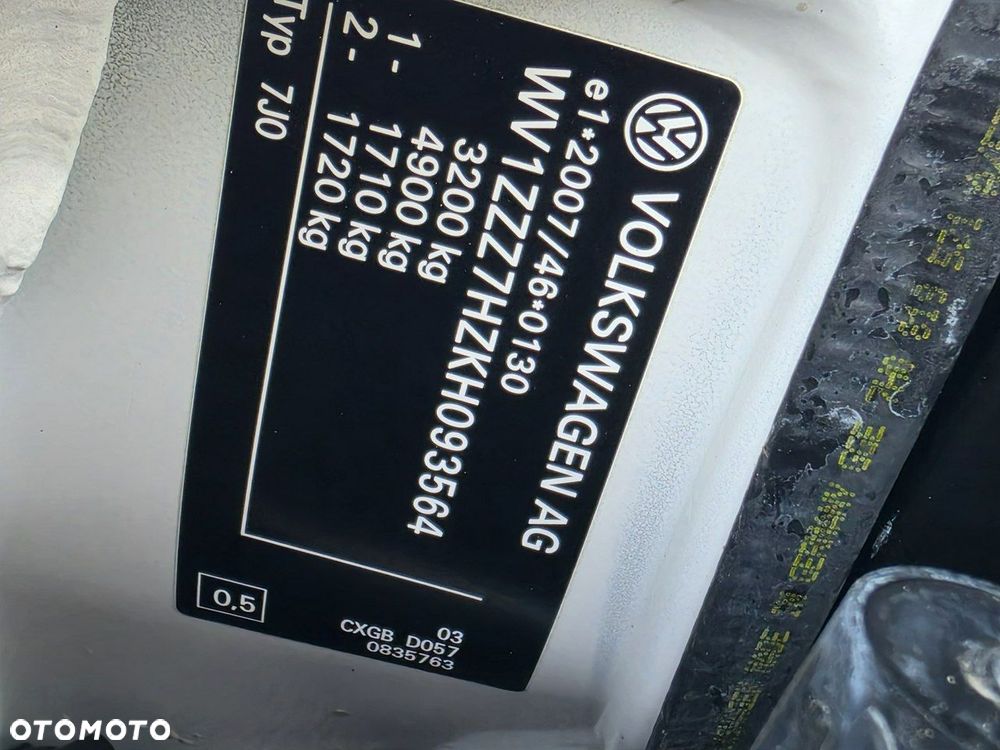 VOLKSWAGEN AG
e1*2007/46*0130
WV1ZZZ7HZKH093564
3200 kg
4900 kg
1- 1710 kg
2- 1720 kg
Typ 7J0
03
CXGB D057
0835763
0,5
OTOMOTO